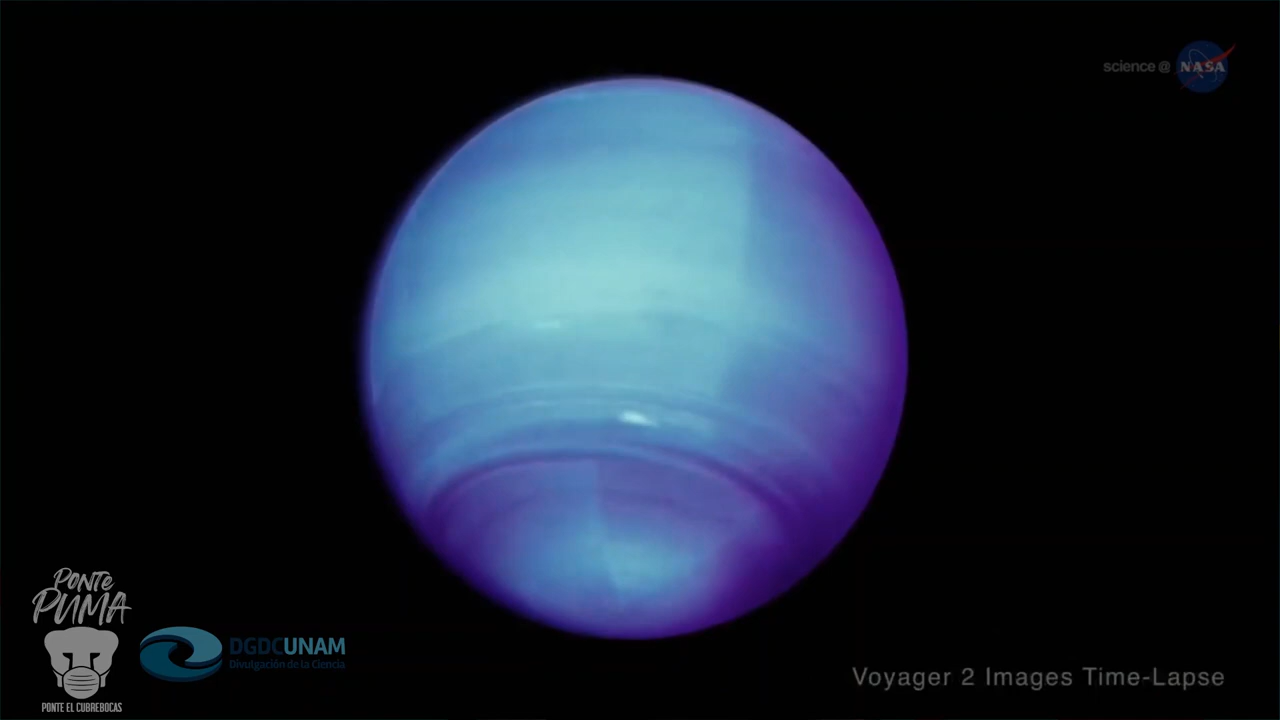 science@ NASA
Ponte
PUMA
PONTE EL CUBREBOCAS
DGDCUNAM
Divulgación de la Ciencia
Voyager 2 Images Time-Lapse